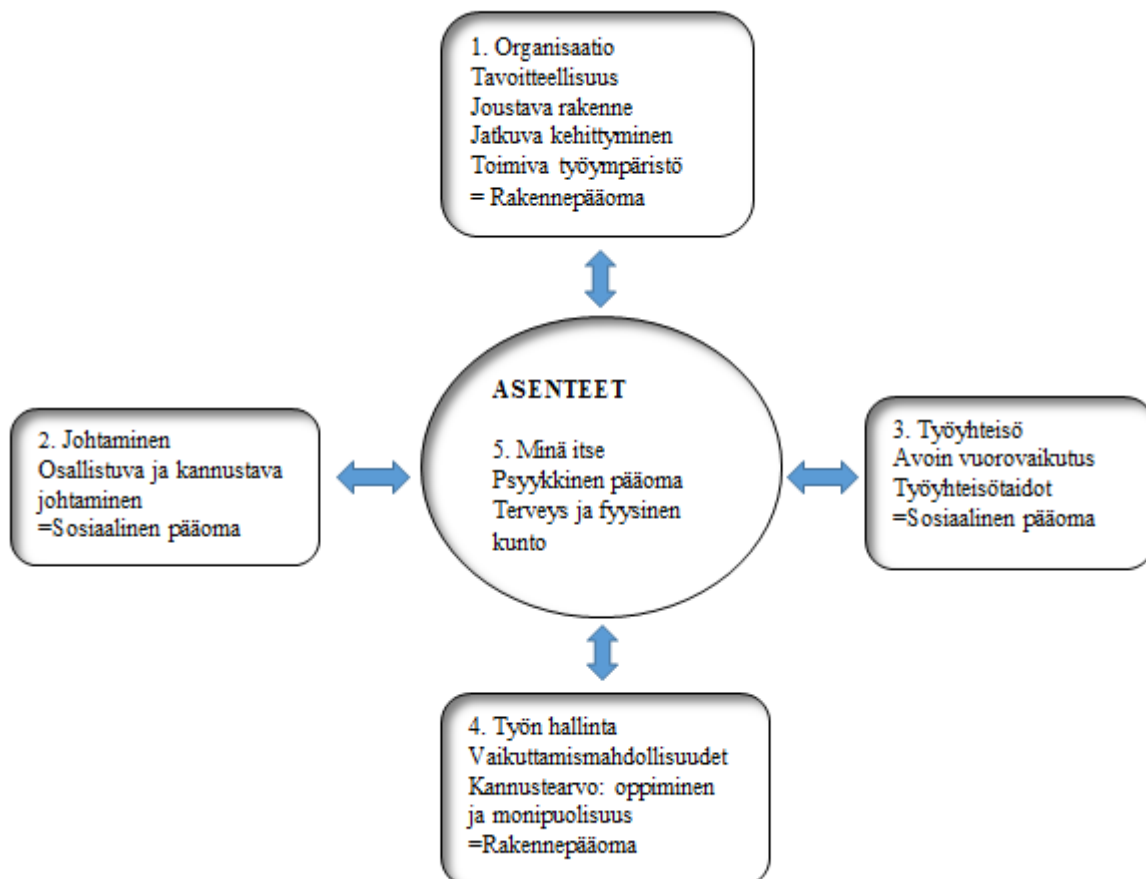 1. Organisaatio
Tavoitteellisuus
Joustava rakenne
Jatkuva kehittyminen
Toimiva työympäristö
= Rakennepääoma
2. Johtaminen
Osallistuva ja kannustava
johtaminen
=Sosiaalinen pääoma
ASENTEET
5. Minä itse
Psyykkinen pääoma
Terveys ja fyysinen
kunto
3. Työyhteisö
Avoin vuorovaikutus
Työyhteisötaidot
=Sosiaalinen pääoma
4. Työn hallinta
Vaikuttamismahdollisuudet
Kannustearvo: oppiminen
ja monipuolisuus
=Rakennepääoma